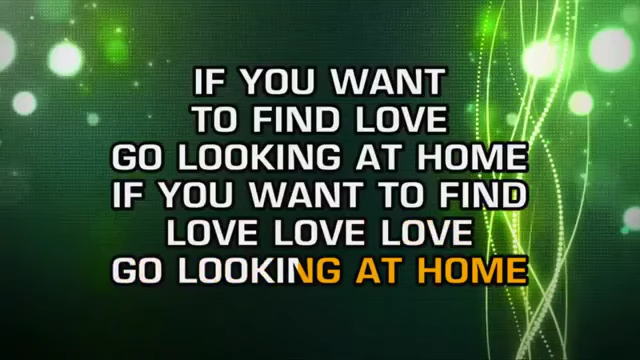 IF YOU WANT
TO FIND LOVE
GO LOOKING AT HOME
IF YOU WANT TO FIND
LOVE LOVE LOVE
GO LOOKING AT HOME